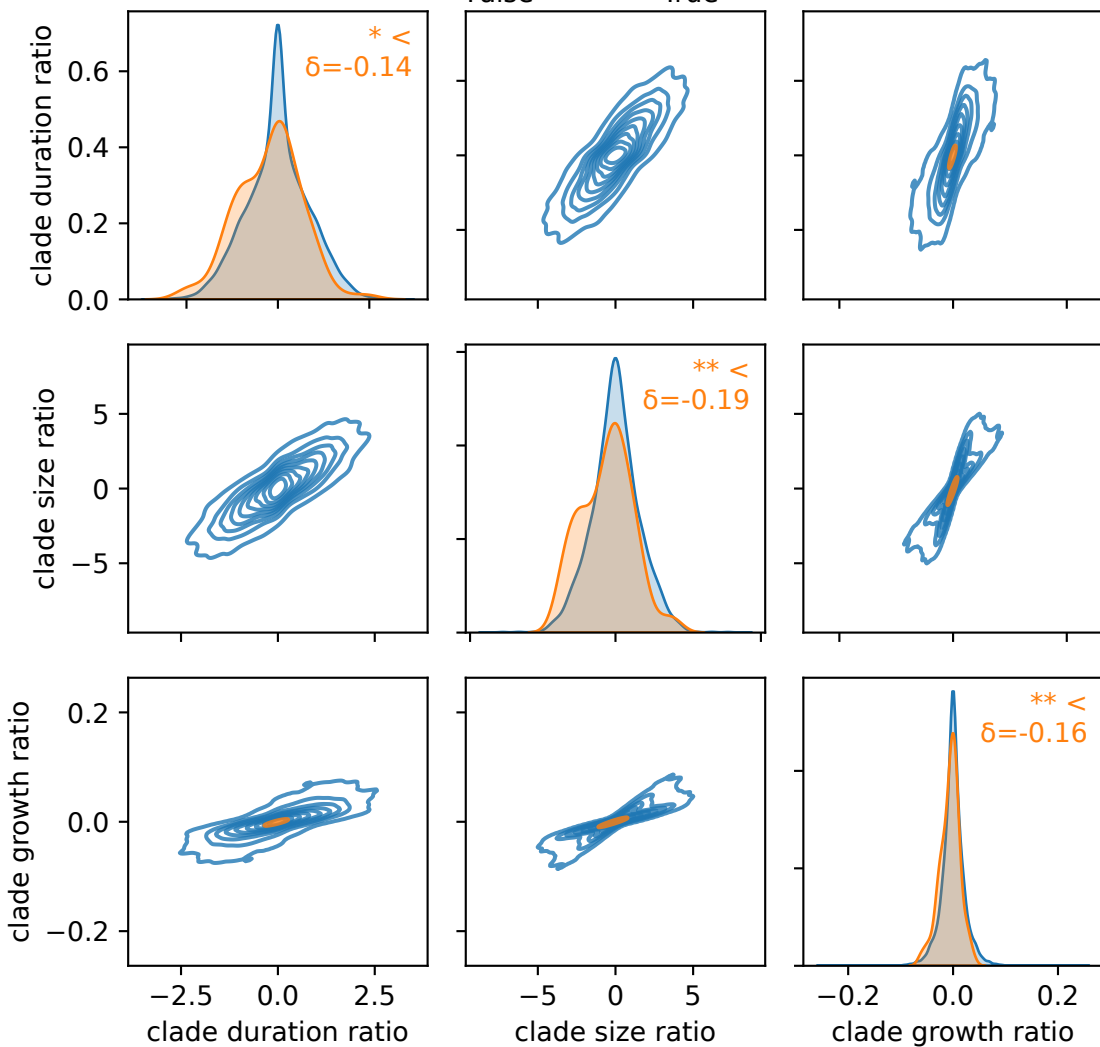 * <
δ=-0.14
clade duration ratio
0.6
0.4
0.2
0.0
** <
δ=-0.19
clade size ratio
5
0
−5
** <
δ=-0.16
clade growth ratio
0.2
0.0
−0.2
−2.5 0.0 2.5
−5 0 5
−0.2 0.0 0.2
clade duration ratio
clade size ratio
clade growth ratio